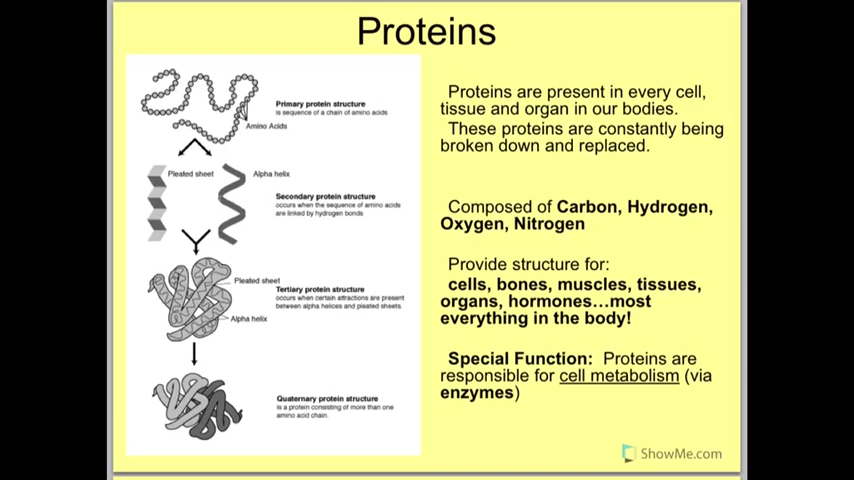 Proteins
Primary protein structure
is sequence of a chain of amino acids
Amino Acids
Pleated sheet
Alpha helix
Secondary protein structure
occurs when the sequence of amino acids
are linked by hydrogen bonds
Pleated sheet
Tertiary protein structure
occurs when certain attractions are present
between alpha helices and pleated sheets.
Alpha helix
Quaternary protein structure
is a protein consisting of more than one
amino acid chain.
Proteins are present in every cell,
tissue and organ in our bodies.
These proteins are constantly being
broken down and replaced.
Composed of Carbon, Hydrogen,
Oxygen, Nitrogen
Provide structure for:
cells, bones, muscles, tissues,
organs, hormones...most
everything in the body!
Special Function: Proteins are
responsible for cell metabolism (via
enzymes)
ShowMe.com